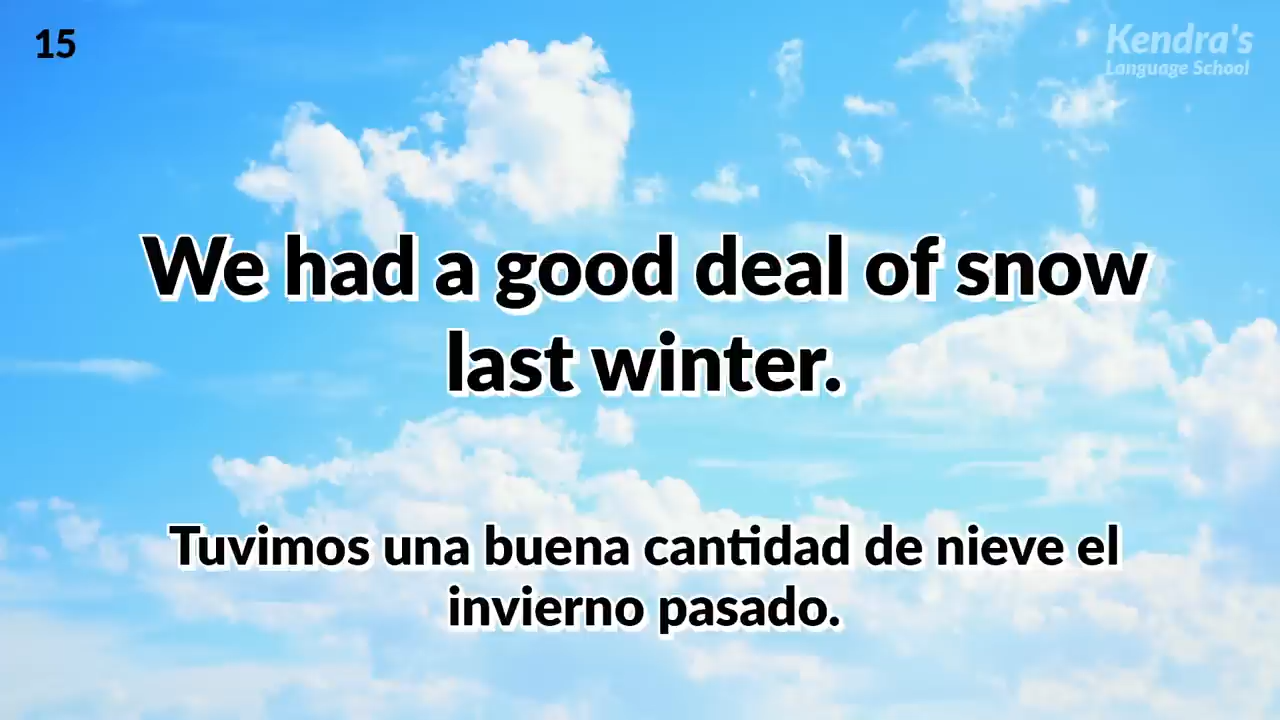 15
Kendra's
Language School
We had a good deal of snow
last winter.
Tuvimos una buena cantidad de nieve el
invierno pasado.